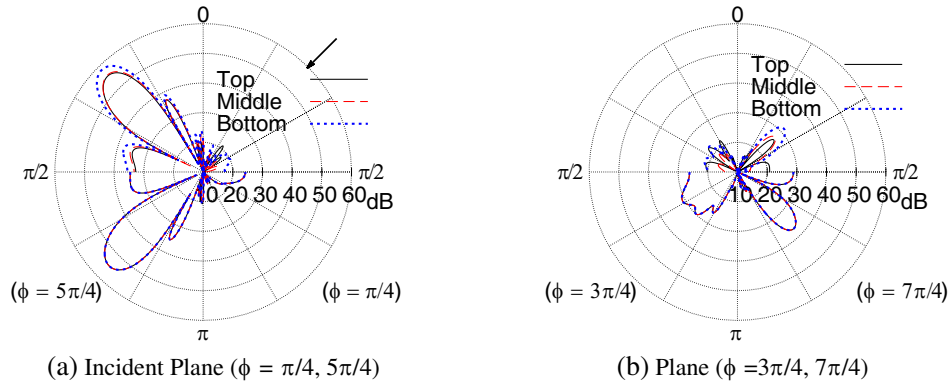 0
Top
Middle
Bottom
π/2
π/2
10 20 30 40 50 60 dB
(ϕ = 5π/4)
(ϕ = π/4)
π
(a) Incident Plane (ϕ = π/4, 5π/4)
0
Top
Middle
Bottom
π/2
π/2
10 20 30 40 50 60 dB
(ϕ = 3π/4)
(ϕ = 7π/4)
π
(b) Plane (ϕ =3π/4, 7π/4)